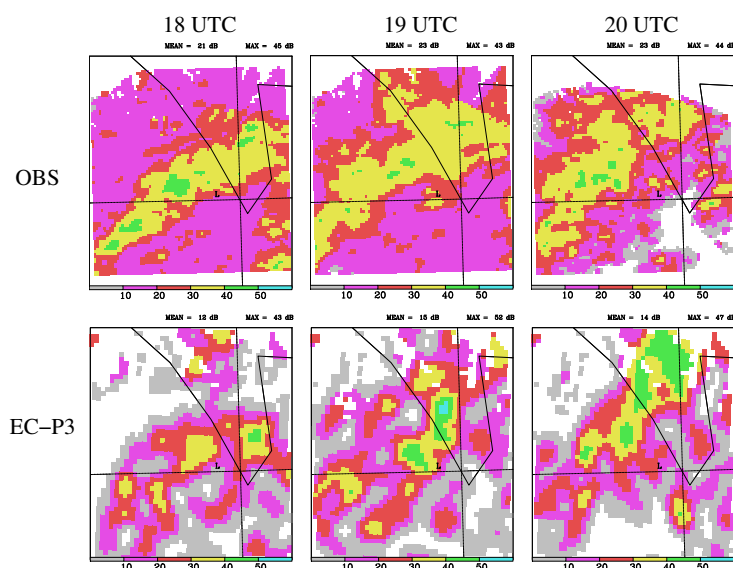 18 UTC 19 UTC 20 UTC
MEAN = 21 dB MAX = 45 dB MEAN = 23 dB MAX = 43 dB MEAN = 23 dB MAX = 44 dB
OBS
L L L
10 20 30 40 50 10 20 30 40 50 10 20 30 40 50
MEAN = 12 dB MAX = 43 dB MEAN = 15 dB MAX = 52 dB MEAN = 14 dB MAX = 47 dB
EC-P3
L L L
10 20 30 40 50 10 20 30 40 50 10 20 30 40 50